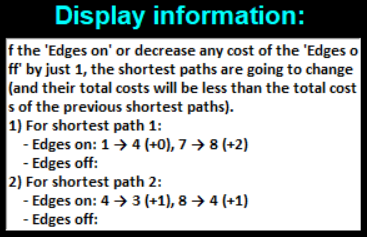 Display information:
f the 'Edges on' or decrease any cost of the 'Edges o
ff' by just 1, the shortest paths are going to change
(and their total costs will be less than the total cost
s of the previous shortest paths).
1) For shortest path 1:
- Edges on: 1 → 4 (+0), 7 → 8 (+2)
- Edges off:
2) For shortest path 2:
- Edges on: 4 → 3 (+1), 8 → 4 (+1)
- Edges off: